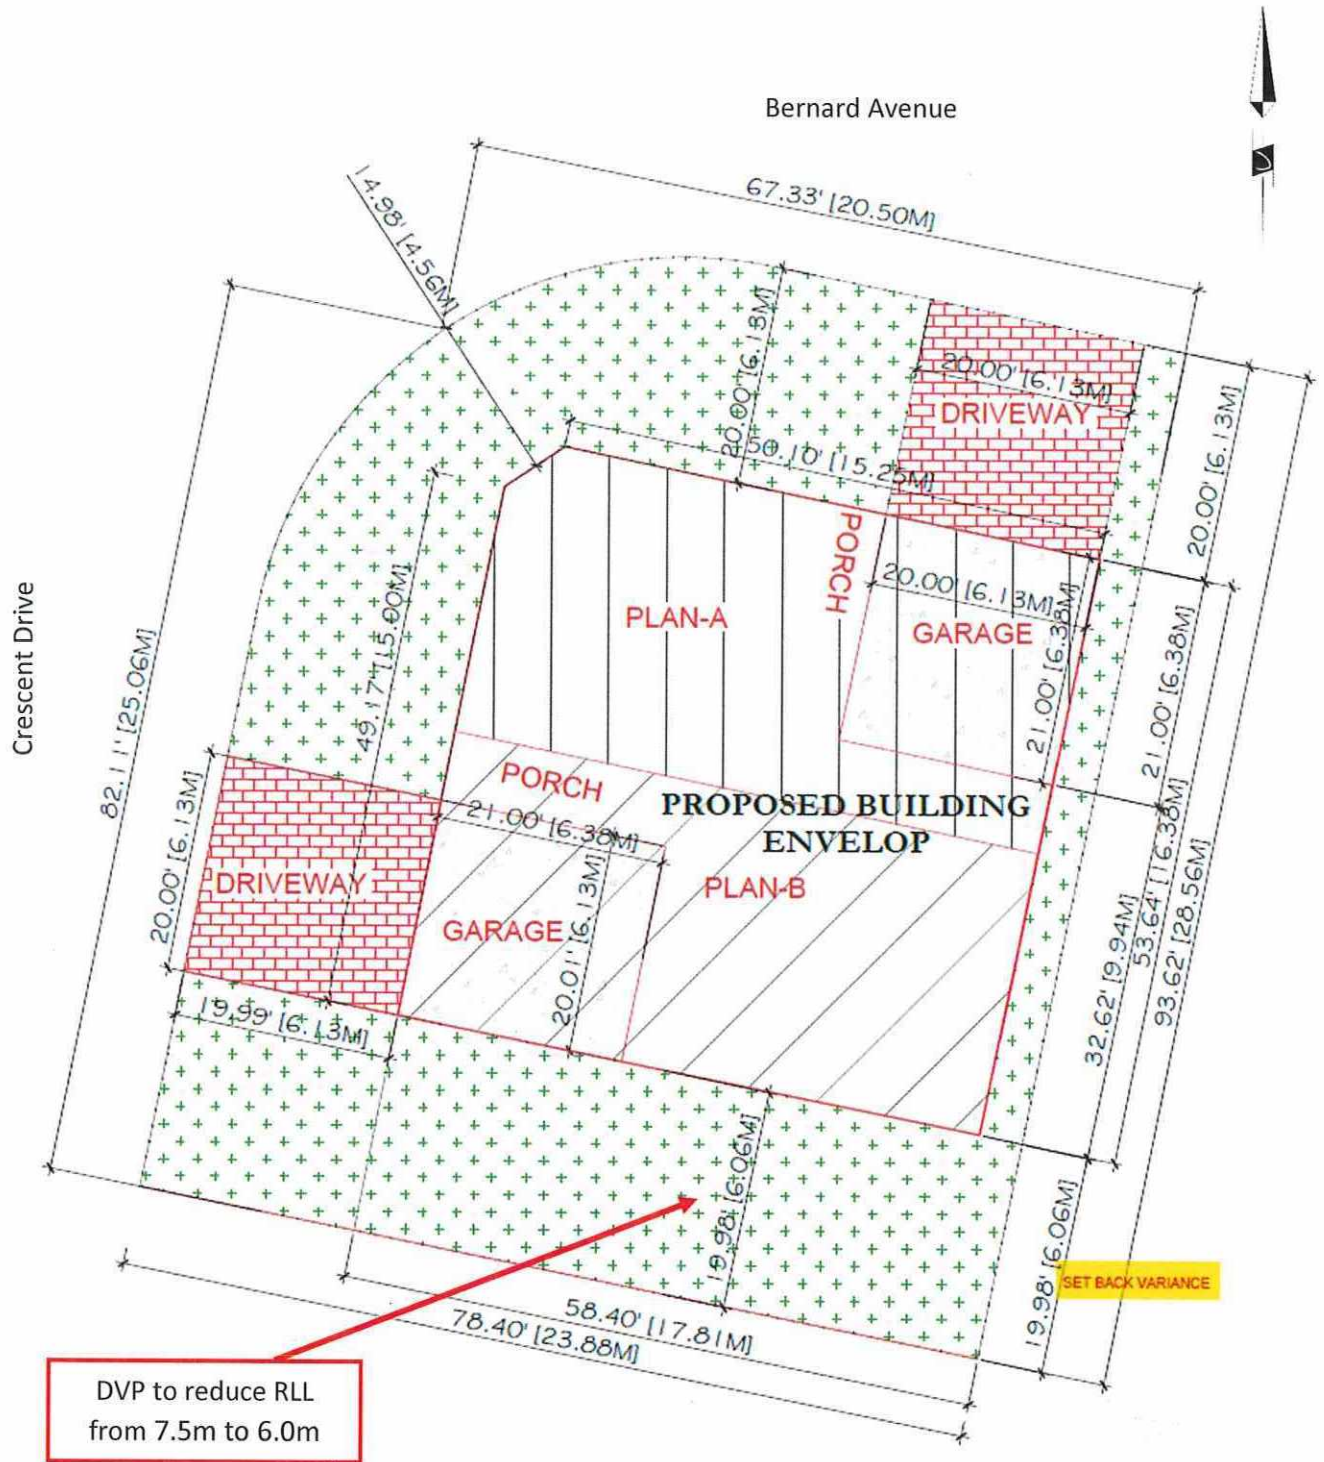 Bernard Avenue
67.33' [20.50M]
14.98' [4.56M]
20.00' [6.13M]
20.00' [6.13M]
DRIVEWAY
50.10' [15.25M]
20.00' [6.13M]
PORCH
20.00' [6.13M]
PLAN-A
GARAGE
21.00' [6.38M]
21.00' [6.38M]
Crescent Drive
82.11' [25.06M]
49.17' [15.00M]
PORCH
PROPOSED BUILDING
ENVELOP
21.00' [6.38M]
20.00' [6.13M]
DRIVEWAY
PLAN-B
GARAGE
20.01' [6.13M]
32.62' [9.94M]
53.64' [16.38M]
93.62' [28.56M]
19.99' [6.13M]
19.98' [6.06M]
19.98' [6.06M]
SET BACK VARIANCE
58.40' [17.81M]
78.40' [23.88M]
DVP to reduce RLL
from 7.5m to 6.0m